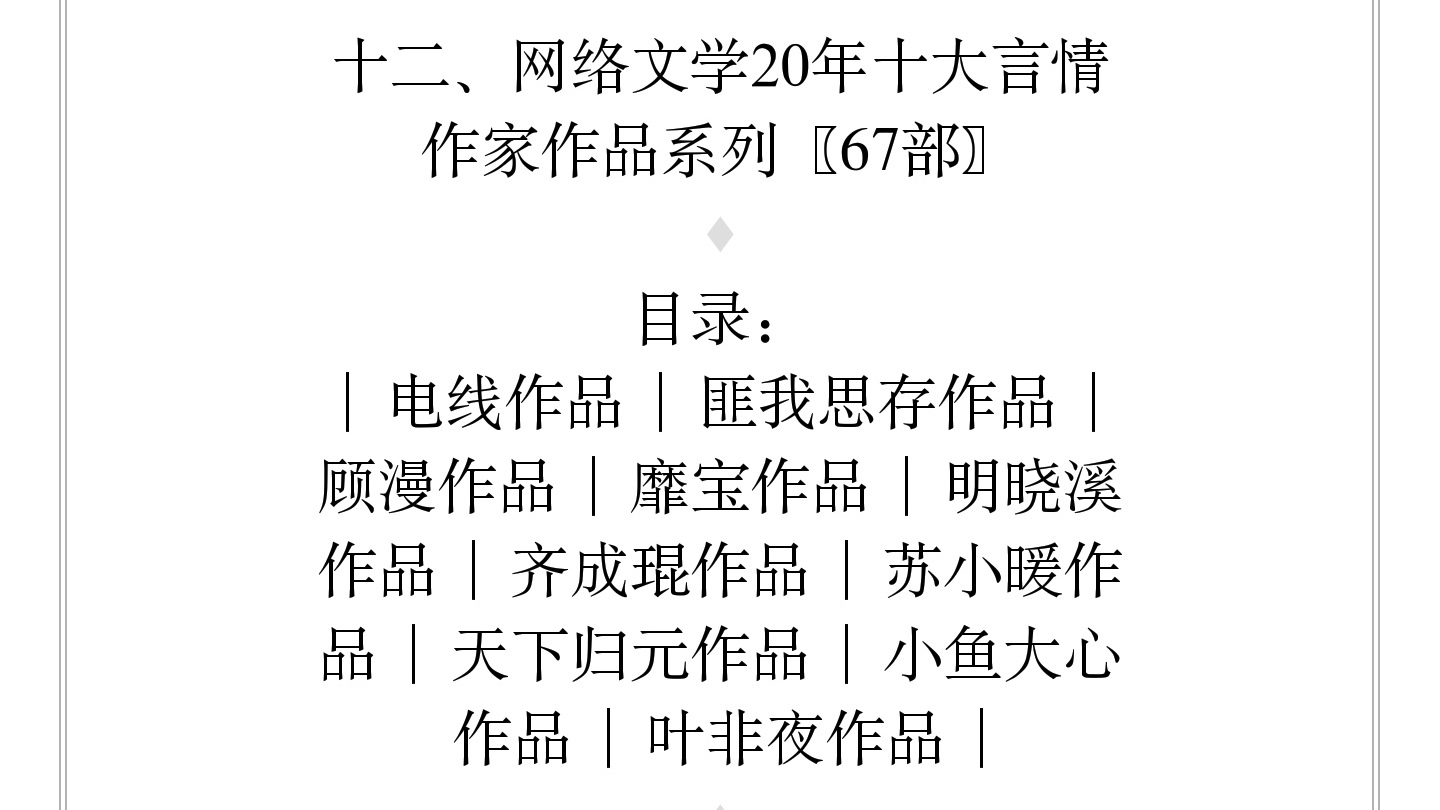 十二、网络文学20年十大言情
作家作品系列〖67部〗
目录：
｜电线作品｜匪我思存作品｜
顾漫作品｜靡宝作品｜明晓溪
作品｜齐成琨作品｜苏小暖作
品｜天下归元作品｜小鱼大心
作品｜叶非夜作品｜